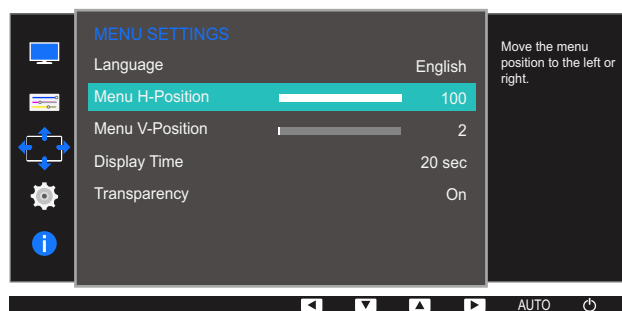 MENU SETTINGS
Language English
Menu H-Position 100
Menu V-Position 2
Display Time 20 sec
Transparency On
Move the menu
position to the left or
right.
AUTO